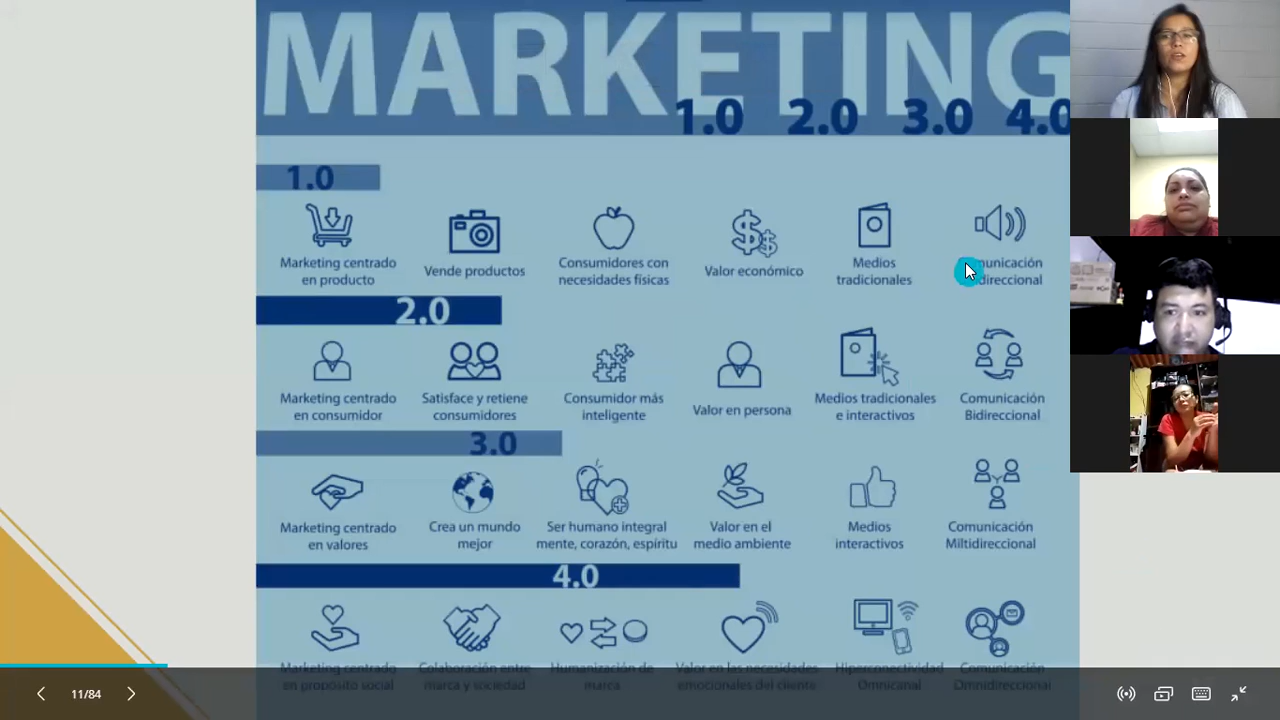 MARKETING
1.0 2.0 3.0 4.0
1.0
Marketing centrado
en producto
Vende productos
Consumidores con
necesidades físicas
Valor económico
Medios
tradicionales
2.0
Marketing centrado
en consumidor
Satisface y retiene
consumidores
Consumidor más
inteligente
Valor en persona
Medios tradicionales
e interactivos
Comunicación
Bidireccional
3.0
Marketing centrado
en valores
Crea un mundo
mejor
Ser humano integral
mente, corazón, espíritu
Valor en el
medio ambiente
Medios
interactivos
Comunicación
Miltidireccional
4.0
Marketing centrado
en propósito social
Colaboración entre
marca y sociedad
Humanización de
marca
Valor en las necesidades
emocionales del cliente
Hiperconectividad
Omnicanal
Comunicación
Omnidireccional
11/84